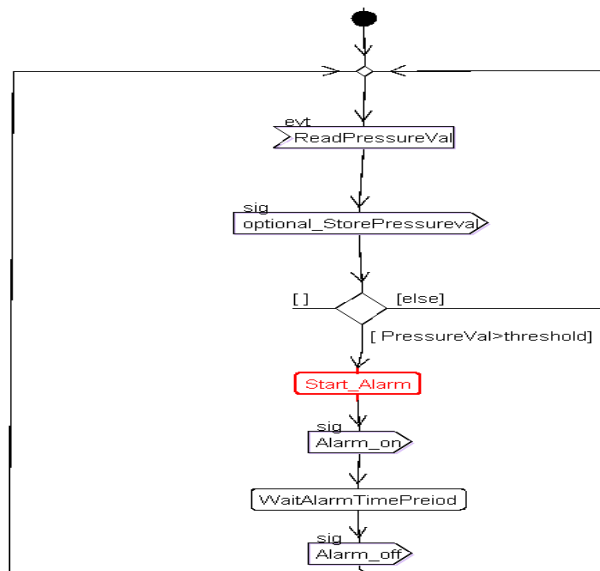 evt
ReadPressureVal
sig
optional_StorePressureval
[ ] [else]
[ PressureVal>threshold]
Start_Alarm
sig
Alarm_on
WaitAlarmTimePreiod
sig
Alarm_off